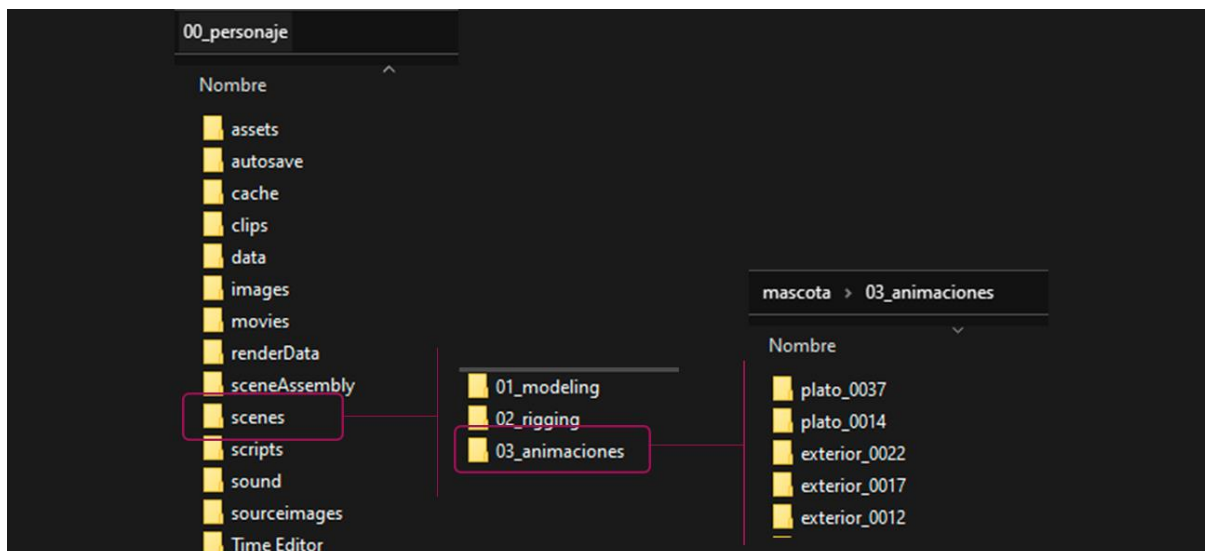 00_personaje
Nombre
assets
autosave
cache
clips
data
images
movies
renderData
sceneAssembly
scenes
scripts
sound
sourceimages
Time Editor
01_modeling
02_rigging
03_animaciones
mascota > 03_animaciones
Nombre
plato_0037
plato_0014
exterior_0022
exterior_0017
exterior_0012